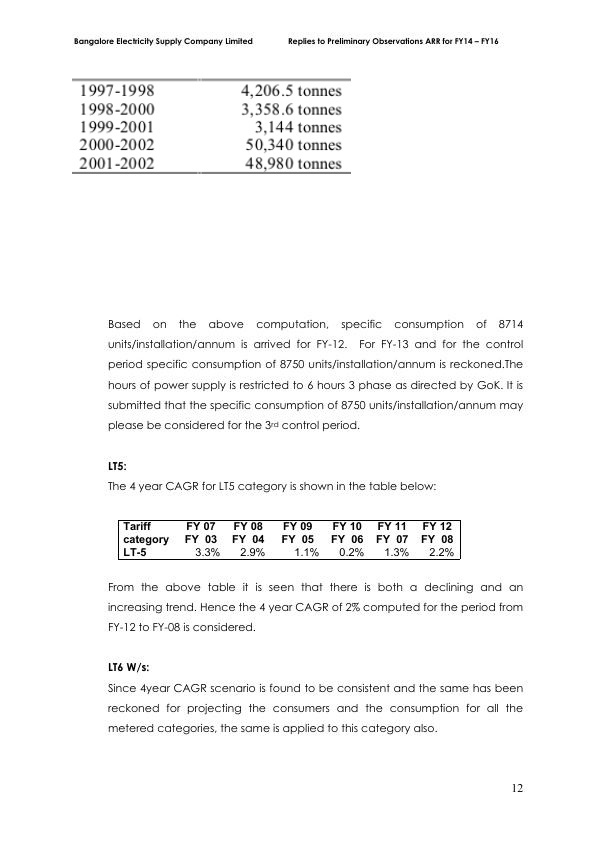 Bangalore Electricity Supply Company Limited Replies to Preliminary Observations ARR for FY14 – FY16
1997-1998 4,206.5 tonnes
1998-2000 3,358.6 tonnes
1999-2001 3,144 tonnes
2000-2002 50,340 tonnes
2001-2002 48,980 tonnes
Based on the above computation, specific consumption of 8714
units/installation/annum is arrived for FY-12. For FY-13 and for the control
period specific consumption of 8750 units/installation/annum is reckoned.The
hours of power supply is restricted to 6 hours 3 phase as directed by GoK. It is
submitted that the specific consumption of 8750 units/installation/annum may
please be considered for the 3rd control period.
LT5:
The 4 year CAGR for LT5 category is shown in the table below:
Tariff FY 07 FY 08 FY 09 FY 10 FY 11 FY 12
category FY 03 FY 04 FY 05 FY 06 FY 07 FY 08
LT-5 3.3% 2.9% 1.1% 0.2% 1.3% 2.2%
From the above table it is seen that there is both a declining and an
increasing trend. Hence the 4 year CAGR of 2% computed for the period from
FY-12 to FY-08 is considered.
LT6 W/s:
Since 4year CAGR scenario is found to be consistent and the same has been
reckoned for projecting the consumers and the consumption for all the
metered categories, the same is applied to this category also.
12